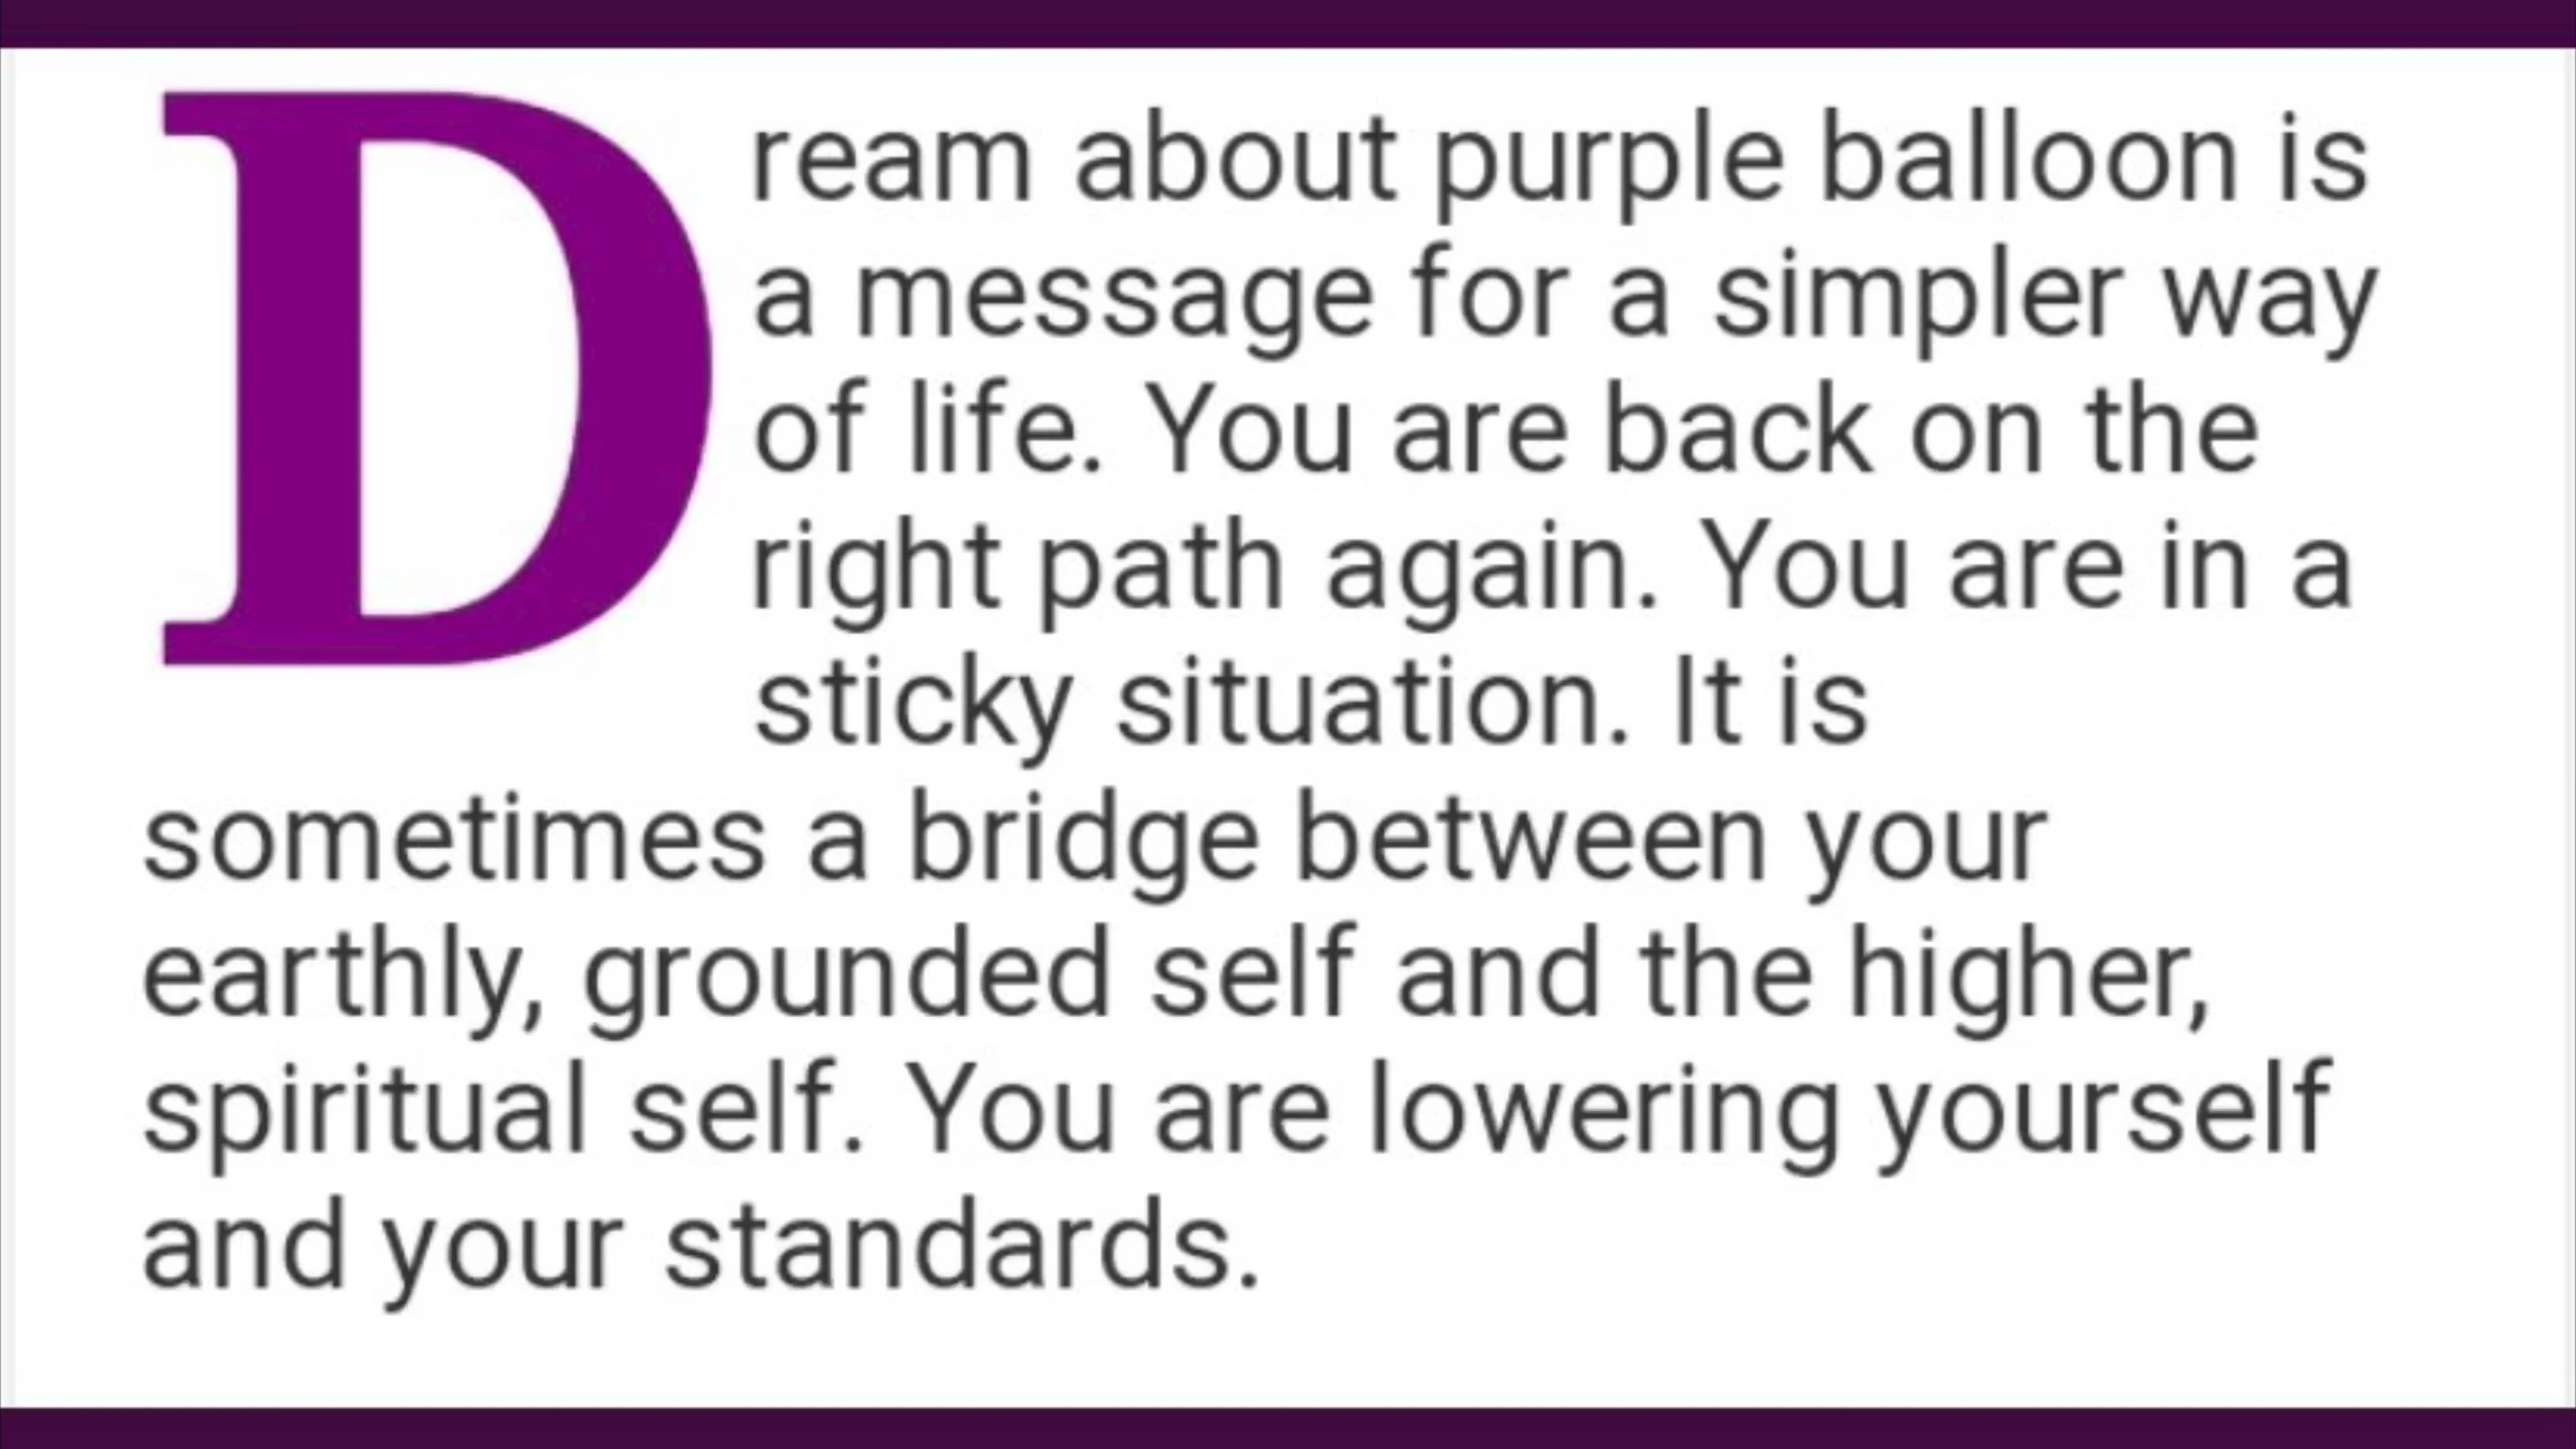 Dream about purple balloon is
a message for a simpler way
of life. You are back on the
right path again. You are in a
sticky situation. It is
sometimes a bridge between your
earthly, grounded self and the higher,
spiritual self. You are lowering yourself
and your standards.